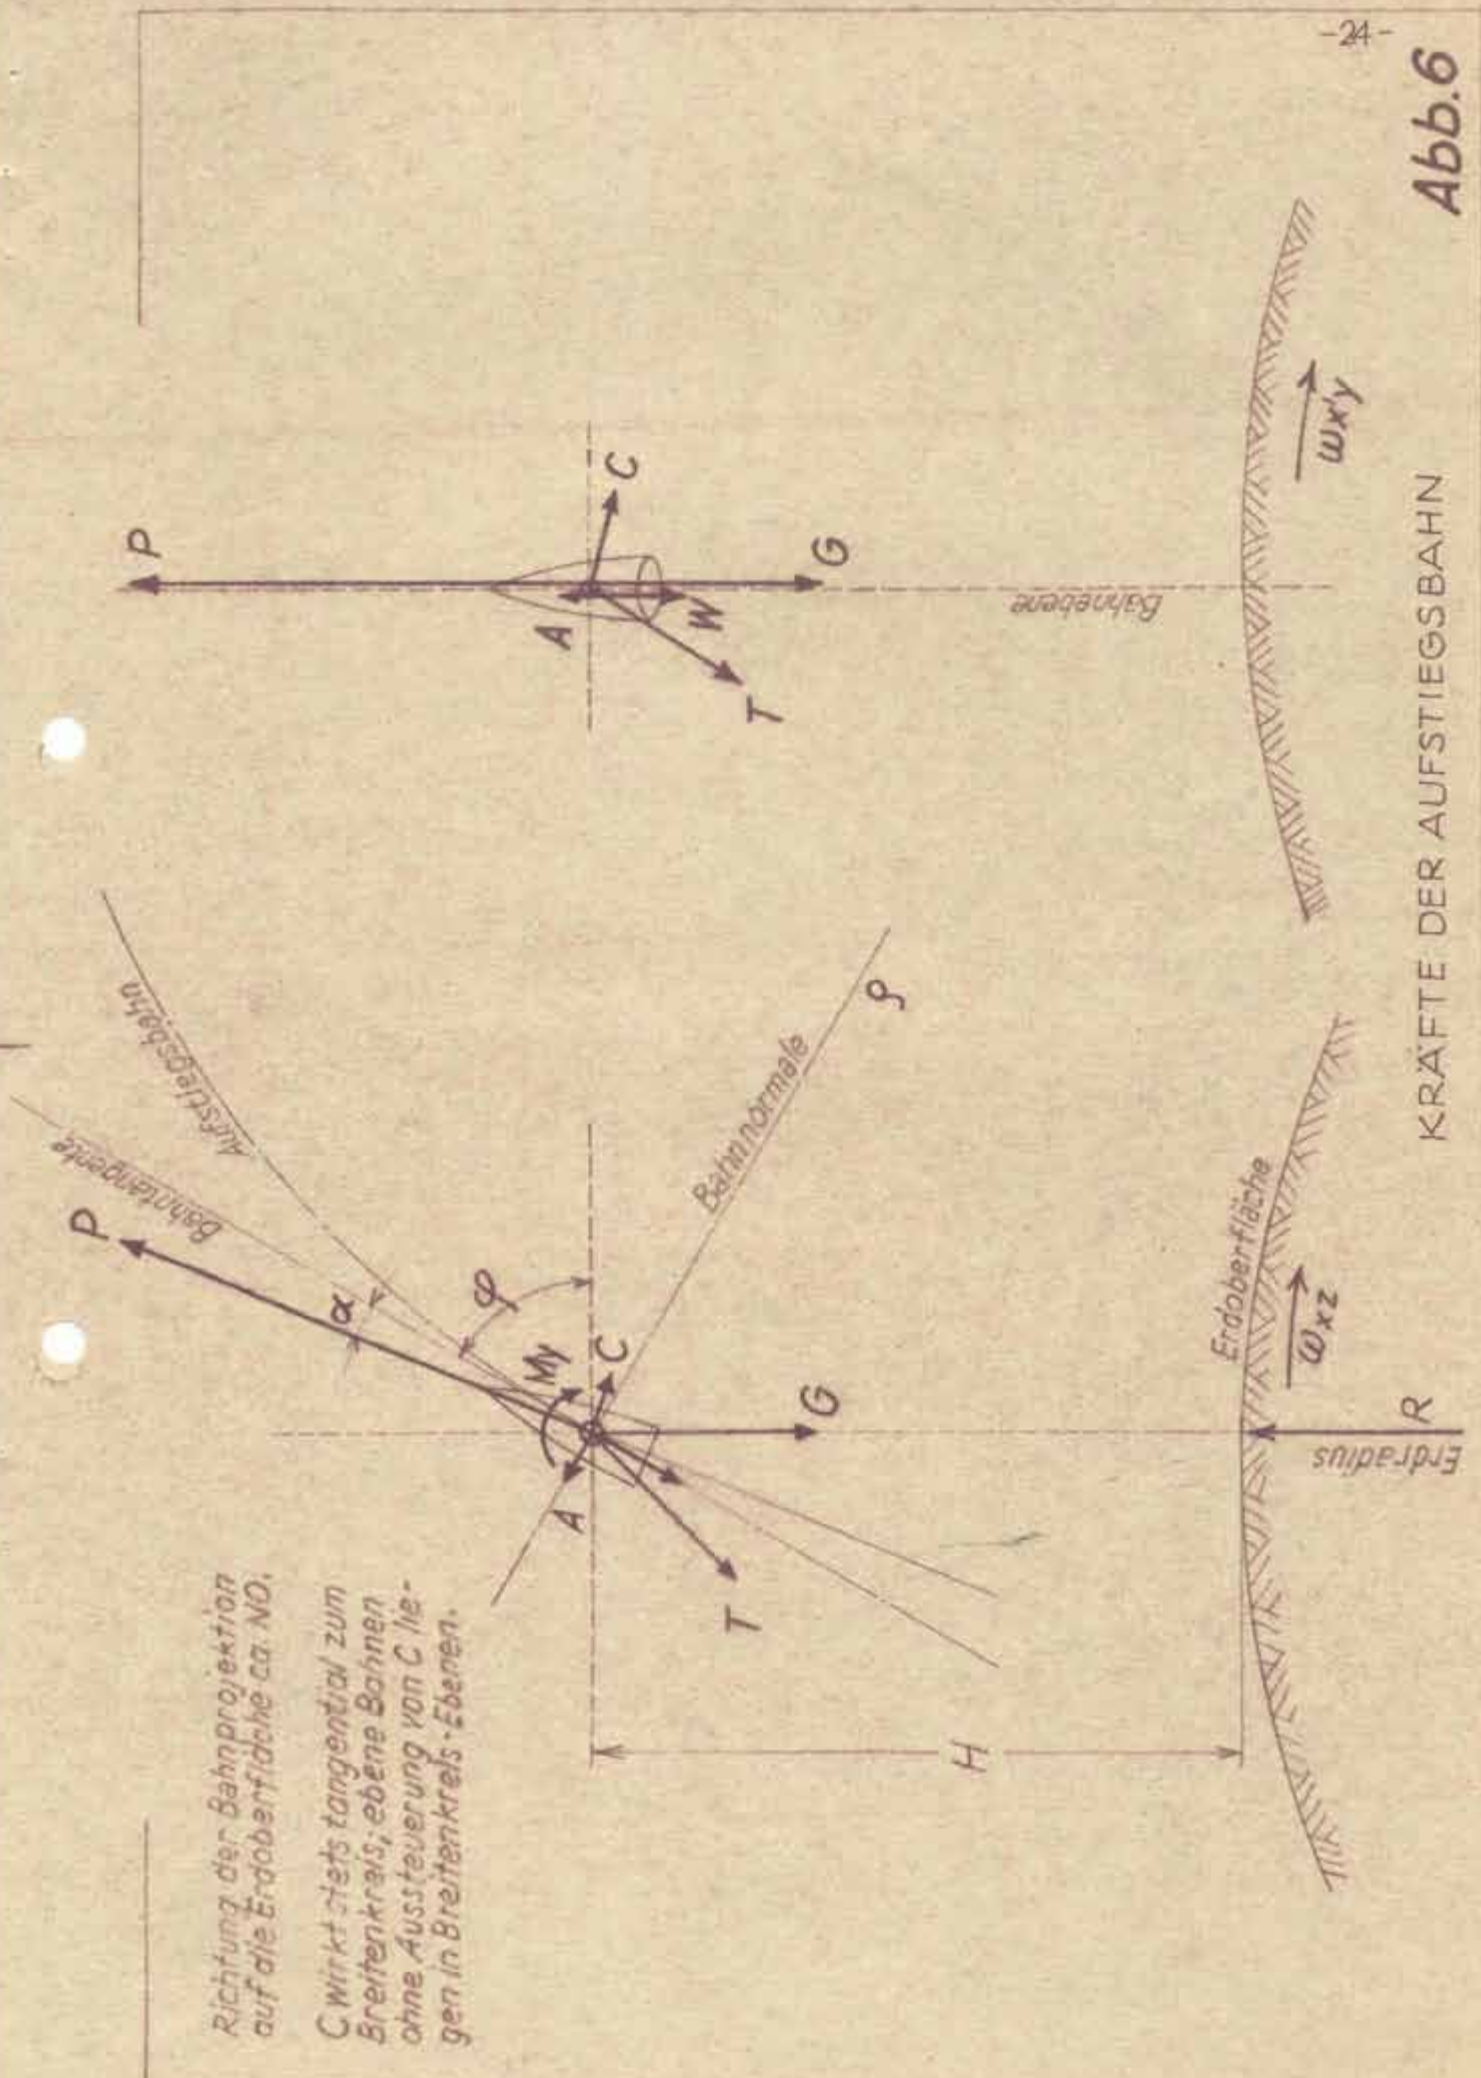 -24-
Richtung der Bahnprojektion
auf die Erdoberfläche ca. NO.
C wirkt stets tangential zum
Breitenkreis; ebene Bahnen
ohne Aussteuerung von C lie-
gen in Breitenkreis-Ebenen.
P
Bahntangente
Aufstiegsbahn
α
φ
My
A
C
T
G
Bahnnormale
ρ
H
Erdoberfläche
ωxz
Erdradius
R
P
A
C
W
T
G
Bahnebene
ωx'y
KRÄFTE DER AUFSTIEGSBAHN
Abb.6